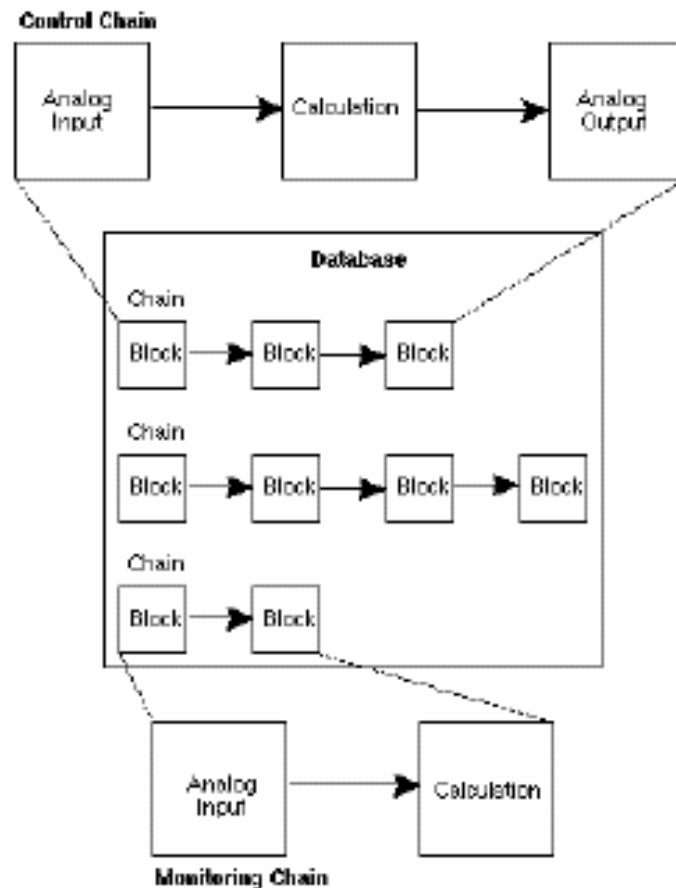 Control Chain
Analog
Input
Calculation
Analog
Output
Database
Chain
Block
Block
Block
Chain
Block
Block
Block
Block
Chain
Block
Block
Analog
Input
Calculation
Monitoring Chain